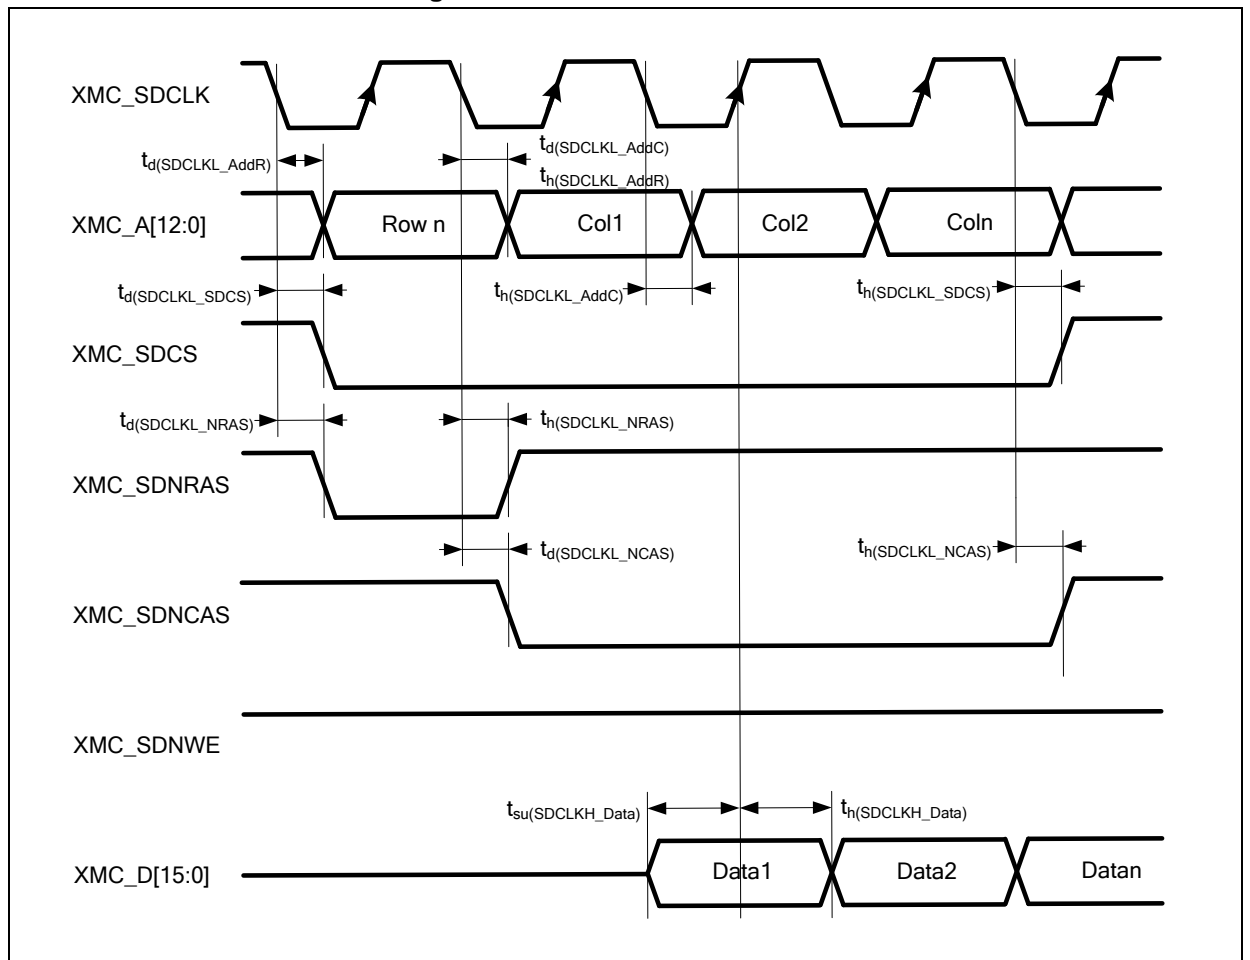 XMC_SDCLK
td(SDCLKL_AddR)
td(SDCLKL_AddC)
th(SDCLKL_AddR)
XMC_A[12:0]
Row n
Col1
Col2
Coln
td(SDCLKL_SDCS)
th(SDCLKL_AddC)
th(SDCLKL_SDCS)
XMC_SDCS
td(SDCLKL_NRAS)
th(SDCLKL_NRAS)
XMC_SDNRAS
td(SDCLKL_NCAS)
th(SDCLKL_NCAS)
XMC_SDNCAS
XMC_SDNWE
tsu(SDCLKH_Data)
th(SDCLKH_Data)
XMC_D[15:0]
Data1
Data2
Datan